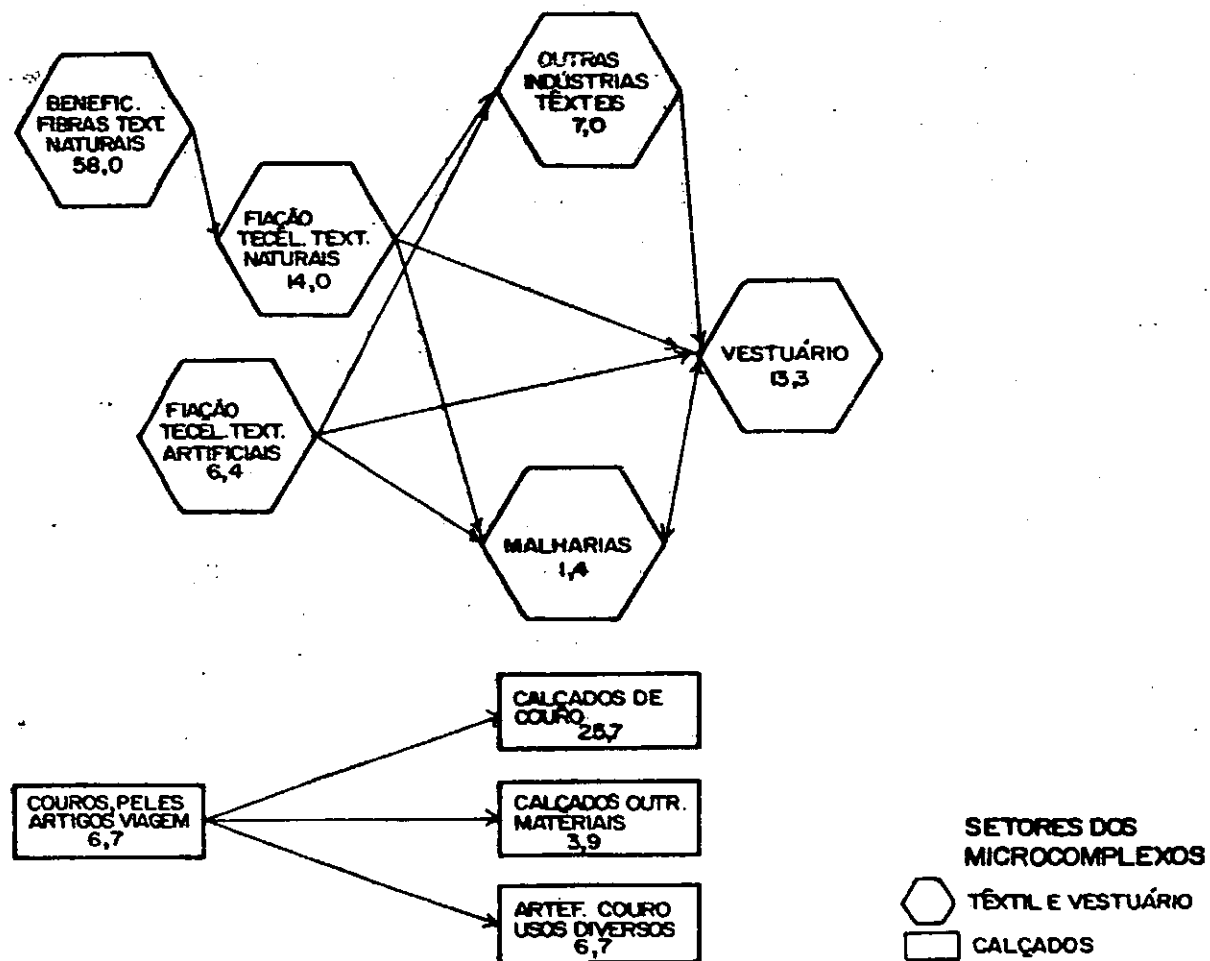 BENEFIC.
FIBRAS TEXT.
NATURAIS
58,0
OUTRAS
INDÚSTRIAS
TÊXTEIS
7,0
FIAÇÃO
TECEL. TEXT.
NATURAIS
14,0
VESTUÁRIO
13,3
FIAÇÃO
TECEL. TEXT.
ARTIFICIAIS
6,4
MALHARIAS
1,4
CALÇADOS DE
COURO
25,7
COUROS, PELES
ARTIGOS VIAGEM
6,7
CALÇADOS OUTR.
MATERIAIS
3,9
ARTEF. COURO
USOS DIVERSOS
6,7
SETORES DOS
MICROCOMPLEXOS
TÊXTIL E VESTUÁRIO
CALÇADOS